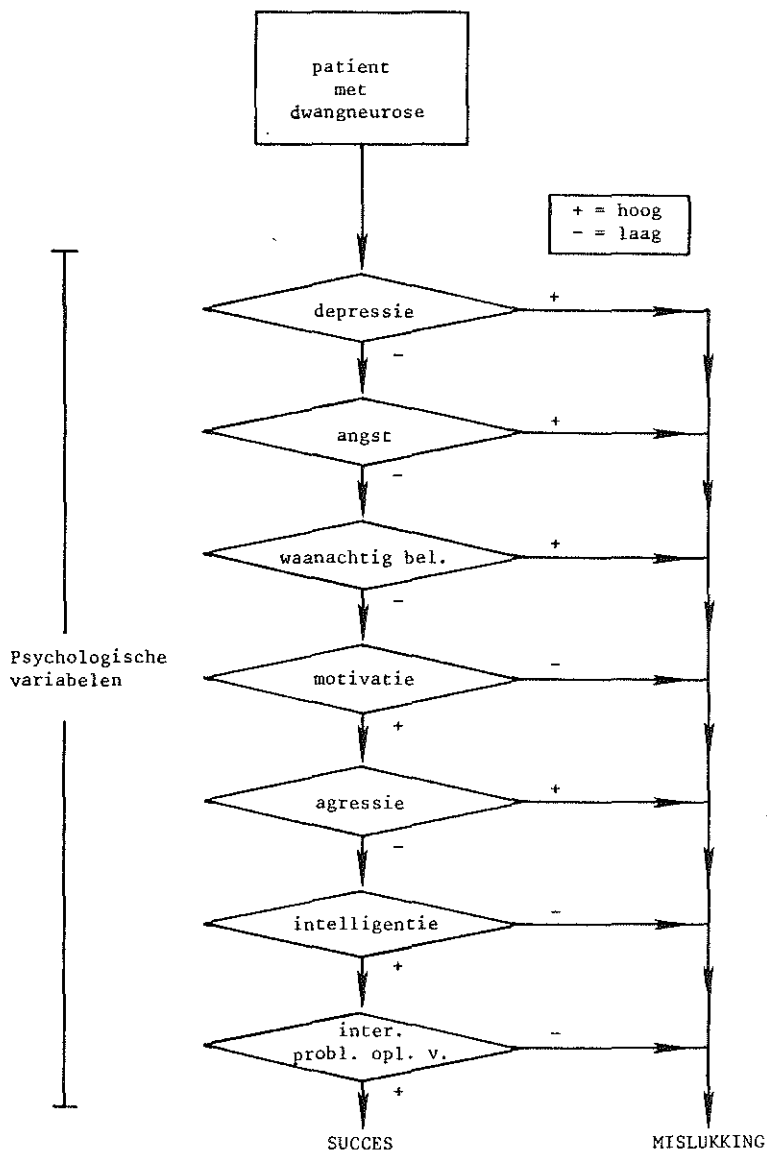 patient
met
dwangneurose
+ = hoog
- = laag
depressie
+
-
angst
+
-
waanachtig bel.
+
-
Psychologische
variabelen
motivatie
-
+
agressie
+
-
intelligentie
-
+
inter.
probl. opl. v.
-
+
SUCCES
MISLUKKING